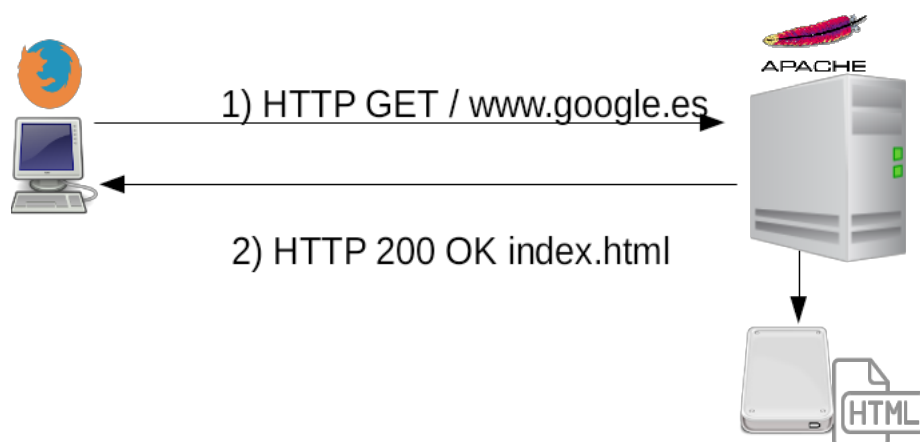 APACHE
1) HTTP GET / www.google.es
2) HTTP 200 OK index.html
HTML